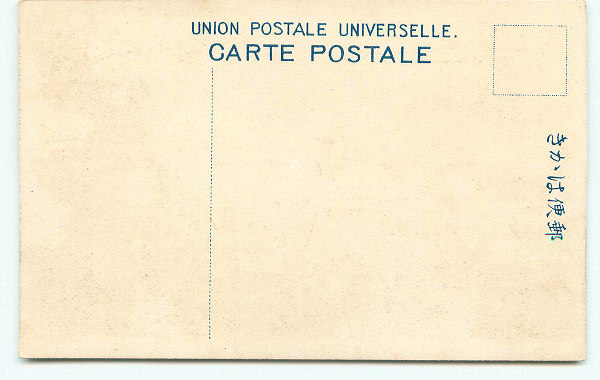 UNION POSTALE UNIVERSELLE.
CARTE POSTALE
郵便はかき